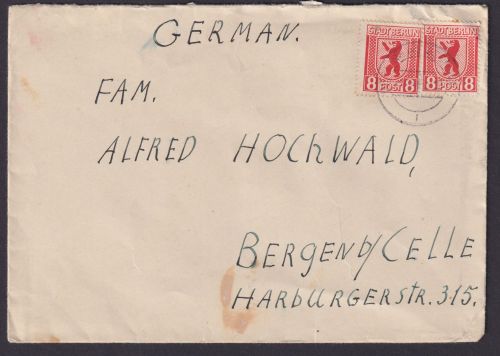 GERMAN.
STADT BERLIN STADT BERLIN
8 POST 8 8 POST 8
FAM.
ALFRED HOCHWALD,
BERGEN b/CELLE
HARBURGERSTR. 315.